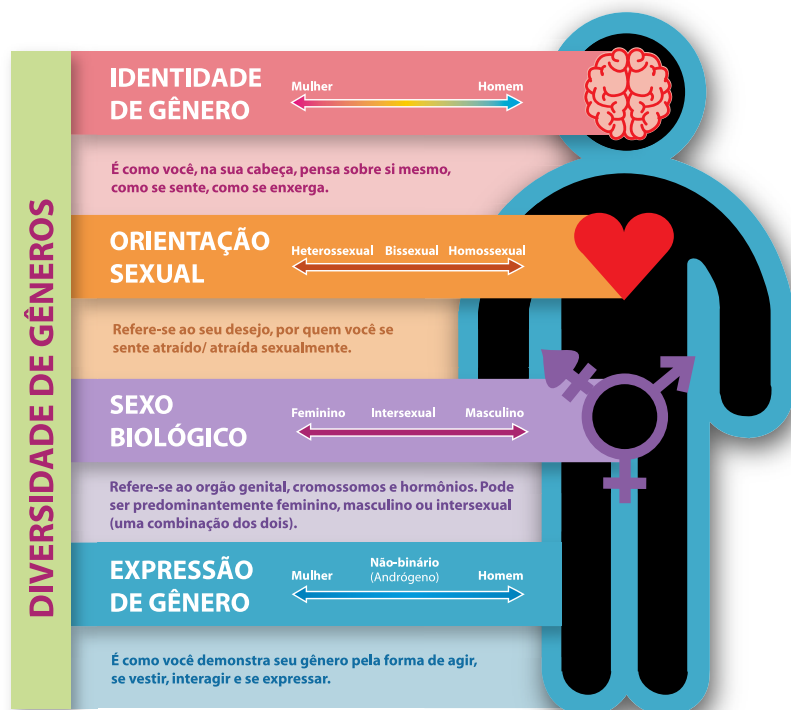 DIVERSIDADE DE GÊNEROS
IDENTIDADE
DE GÊNERO
Mulher Homem
É como você, na sua cabeça, pensa sobre si mesmo,
como se sente, como se enxerga.
ORIENTAÇÃO
SEXUAL
Heterossexual Bissexual Homossexual
Refere-se ao seu desejo, por quem você se
sente atraído/ atraída sexualmente.
SEXO
BIOLÓGICO
Feminino Intersexual Masculino
Refere-se ao orgão genital, cromossomos e hormônios. Pode
ser predominantemente feminino, masculino ou intersexual
(uma combinação dos dois).
EXPRESSÃO
DE GÊNERO
Não-binário
Mulher (Andrógeno) Homem
É como você demonstra seu gênero pela forma de agir,
se vestir, interagir e se expressar.